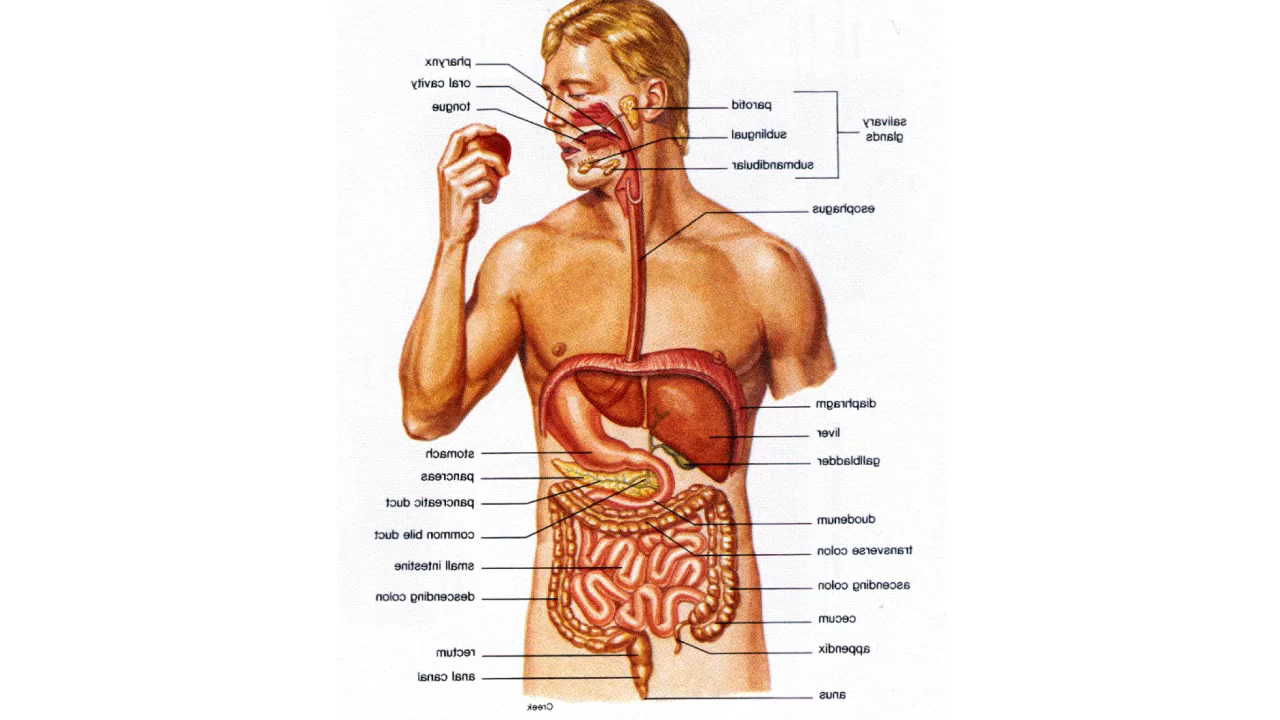 pharynx
oral cavity
tongue
parotid
sublingual
submandibular
salivary
glands
esophagus
diaphragm
liver
gallbladder
stomach
pancreas
pancreatic duct
common bile duct
small intestine
descending colon
rectum
anal canal
duodenum
transverse colon
ascending colon
cecum
appendix
anus
Creek